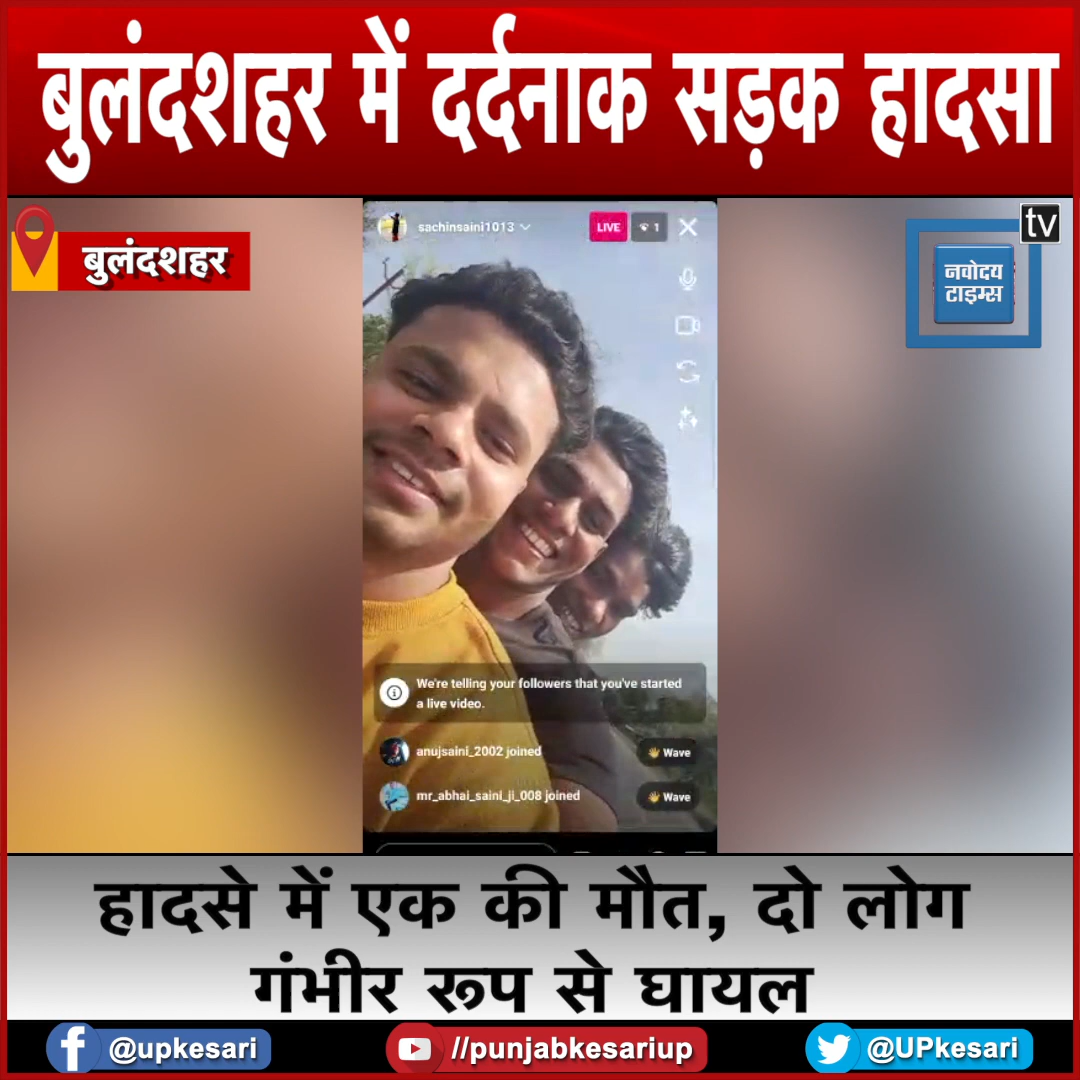 बुलंदशहर में दर्दनाक सड़क हादसा
बुलंदशहर
sachinsaini1013
LIVE
1
tv
नवोदय
टाइम्स
We're telling your followers that you've started
a live video.
anujsaini_2002 joined
Wave
mr_abhai_saini_ji_008 joined
Wave
हादसे में एक की मौत, दो लोग
गंभीर रूप से घायल
@upkesari
//punjabkesariup
@UPkesari